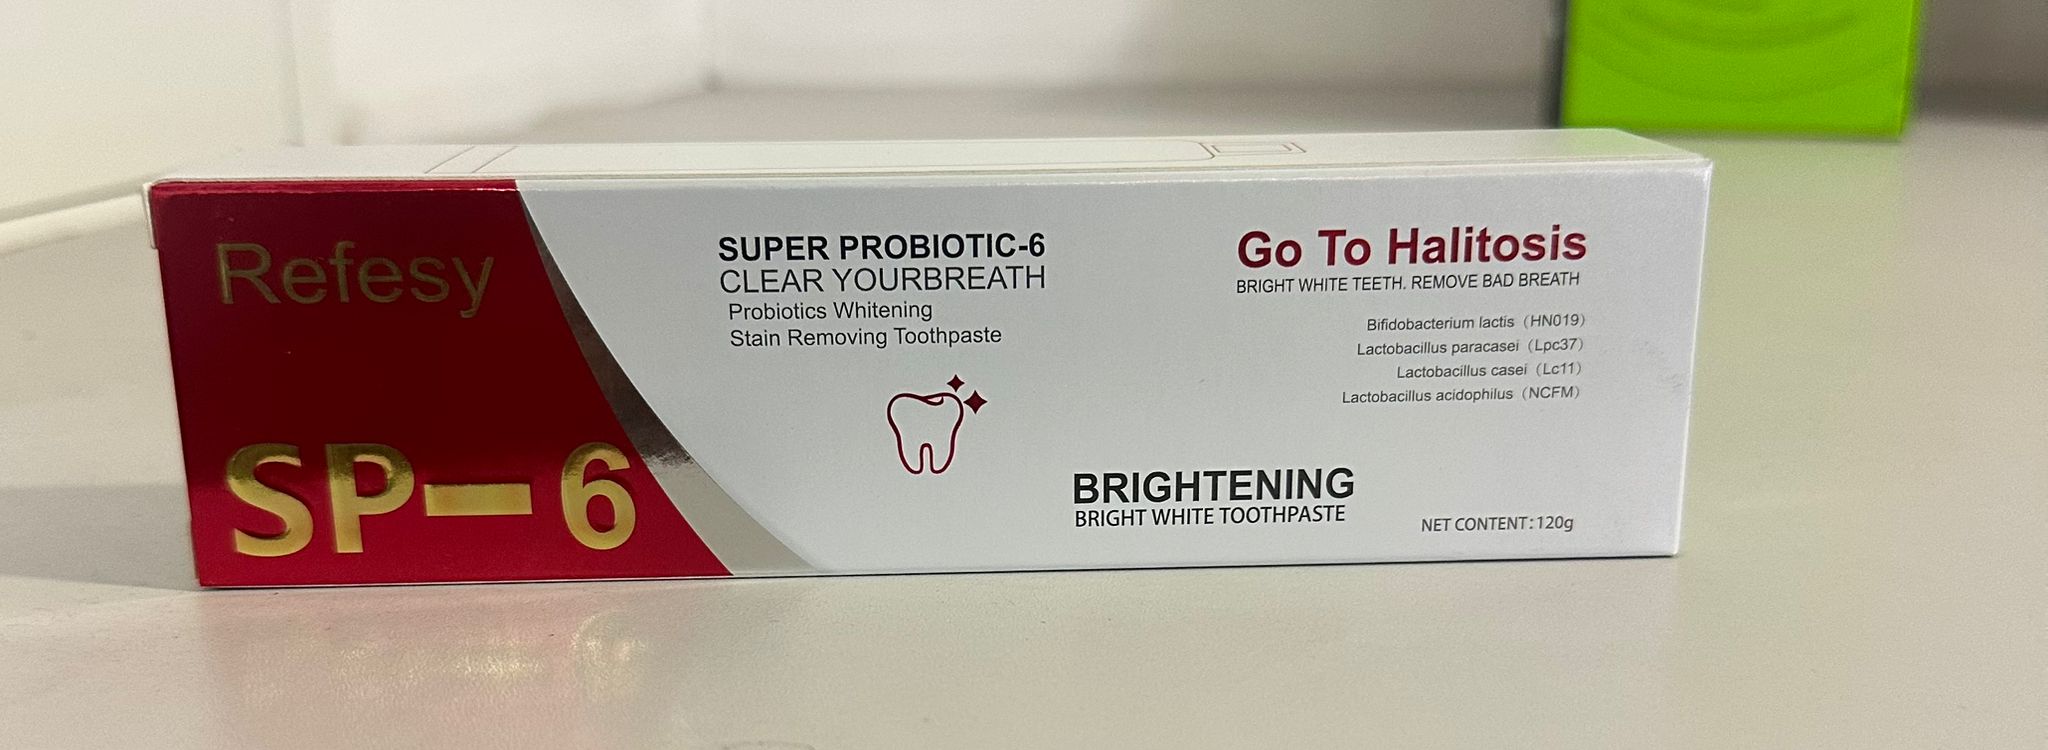 Refesy
SP-6
SUPER PROBIOTIC-6
CLEAR YOURBREATH
Probiotics Whitening
Stain Removing Toothpaste
Go To Halitosis
BRIGHT WHITE TEETH. REMOVE BAD BREATH
Bifidobacterium lactis（HN019）
Lactobacillus paracasei（Lpc37）
Lactobacillus casei（Lc11）
Lactobacillus acidophilus（NCFM）
BRIGHTENING
BRIGHT WHITE TOOTHPASTE
NET CONTENT:120g